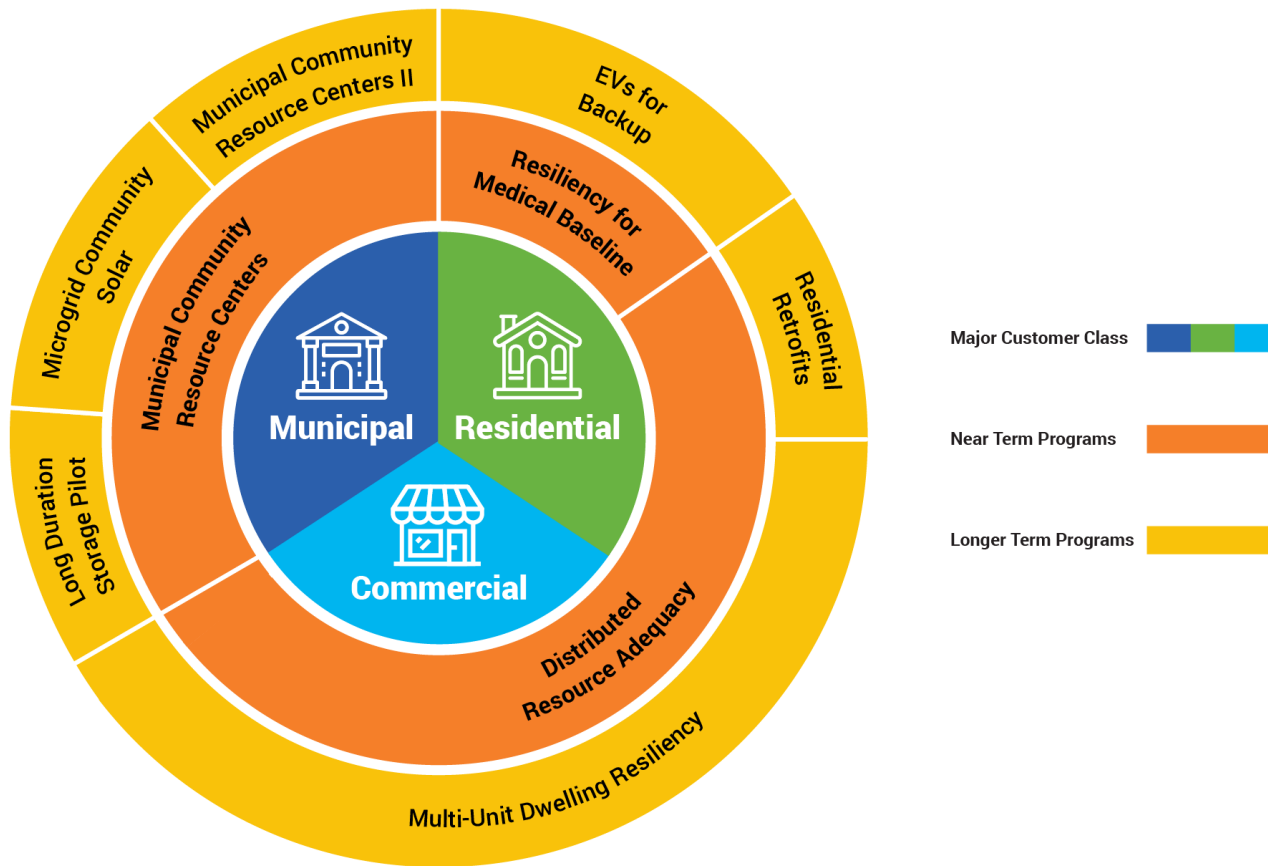 Municipal Community
Resource Centers II
EVs for
Backup
Microgrid Community
Solar
Residential
Retrofits
Long Duration
Storage Pilot
Multi-Unit Dwelling Resiliency
Municipal Community
Resource Centers
Resiliency for
Medical Baseline
Distributed
Resource Adequacy
Municipal
Residential
Commercial
Major Customer Class
Near Term Programs
Longer Term Programs